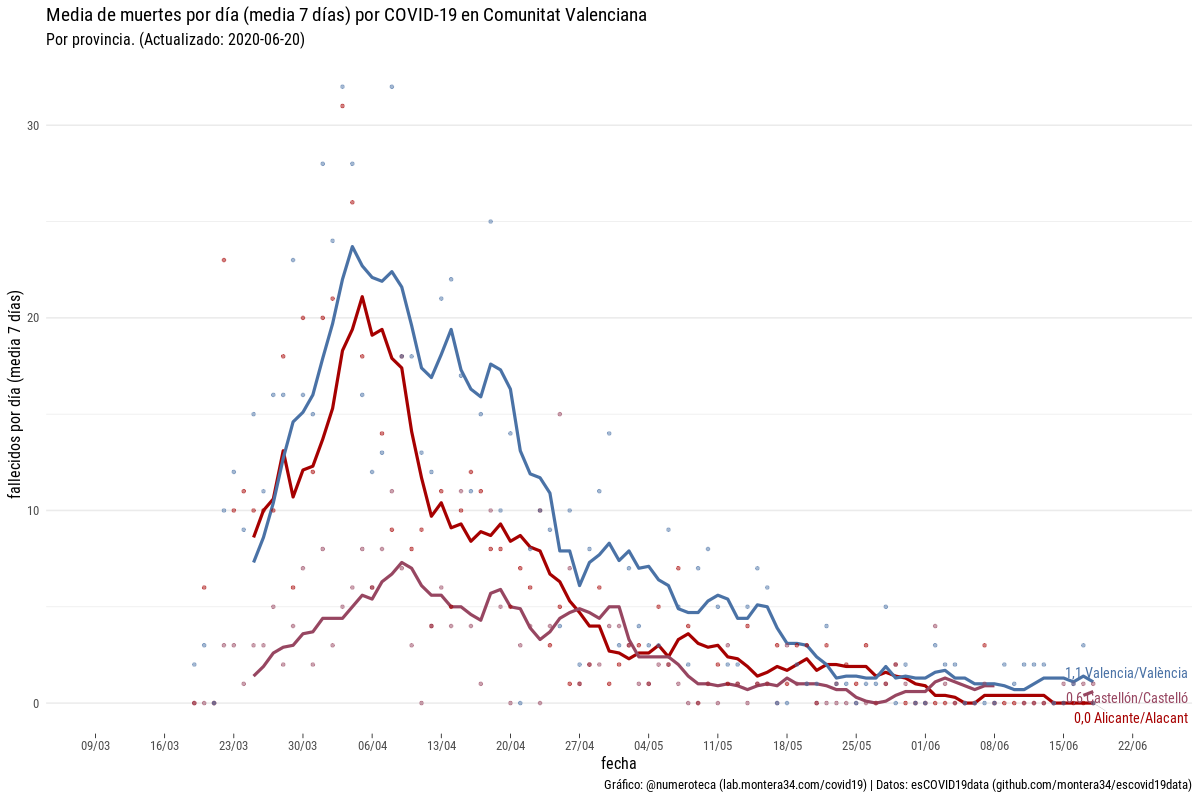 Media de muertes por día (media 7 días) por COVID-19 en Comunitat Valenciana
Por provincia. (Actualizado: 2020-06-20)
fallecidos por día (media 7 días)
30
20
10
0
1,1 Valencia/València
0,6 Castellón/Castelló
0,0 Alicante/Alacant
09/03 16/03 23/03 30/03 06/04 13/04 20/04 27/04 04/05 11/05 18/05 25/05 01/06 08/06 15/06 22/06
fecha
Gráfico: @numeroteca (lab.montera34.com/covid19) | Datos: esCOVID19data (github.com/montera34/escovid19data)